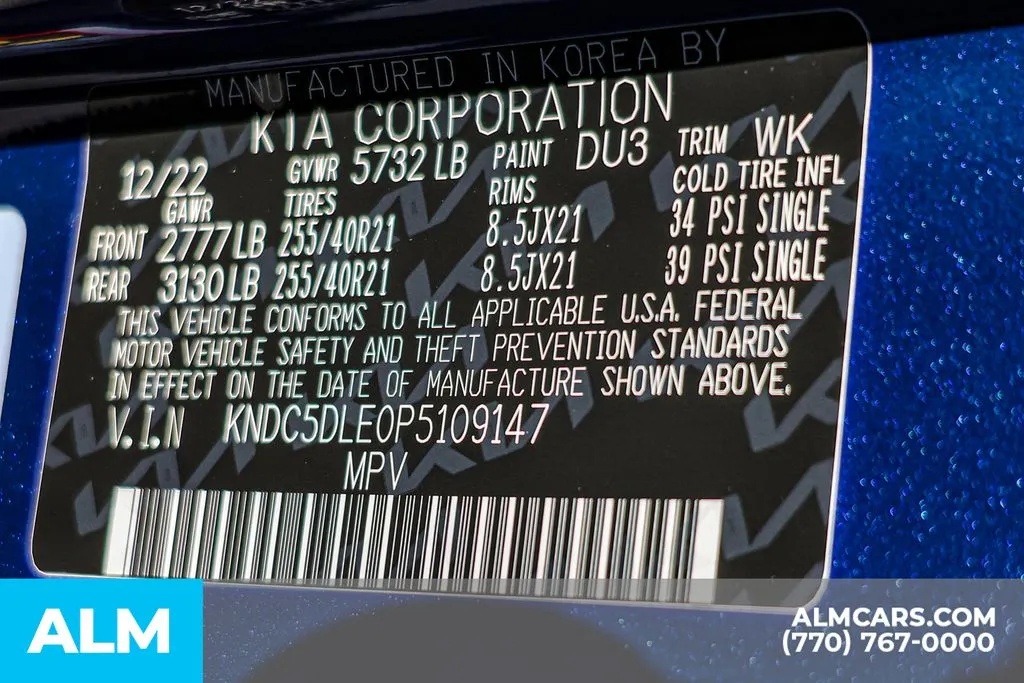 MANUFACTURED IN KOREA BY
KIA CORPORATION
12/22 GVWR 5732 LB PAINT DU3 TRIM WK
GAWR TIRES RIMS COLD TIRE INFL
FRONT 2777 LB 255/40R21 8.5JX21 34 PSI SINGLE
REAR 3130 LB 255/40R21 8.5JX21 39 PSI SINGLE
THIS VEHICLE CONFORMS TO ALL APPLICABLE U.S.A. FEDERAL
MOTOR VEHICLE SAFETY AND THEFT PREVENTION STANDARDS
IN EFFECT ON THE DATE OF MANUFACTURE SHOWN ABOVE.
V.I.N KNDC5DLE0P5109147
MPV
ALM
ALMCARS.COM
(770) 767-0000